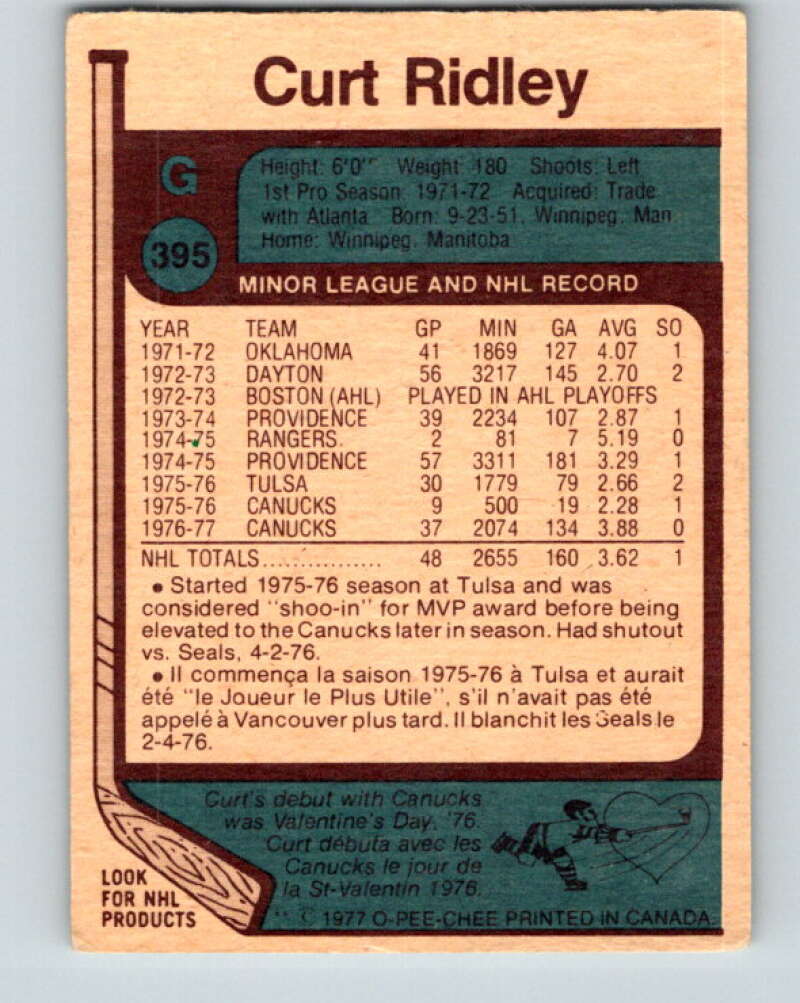 Curt Ridley
G
Height: 6'0" Weight: 180 Shoots: Left
1st Pro Season: 1971-72 Acquired: Trade
with Atlanta Born: 9-23-51, Winnipeg, Man
Home: Winnipeg, Manitoba
395
MINOR LEAGUE AND NHL RECORD
YEAR TEAM GP MIN GA AVG SO
1971-72 OKLAHOMA 41 1869 127 4.07 1
1972-73 DAYTON 56 3217 145 2.70 2
1972-73 BOSTON (AHL) PLAYED IN AHL PLAYOFFS
1973-74 PROVIDENCE 39 2234 107 2.87 1
1974-75 RANGERS. 2 81 7 5.19 0
1974-75 PROVIDENCE 57 3311 181 3.29 1
1975-76 TULSA 30 1779 79 2.66 2
1975-76 CANUCKS 9 500 19 2.28 1
1976-77 CANUCKS 37 2074 134 3.88 0
NHL TOTALS................ 48 2655 160 3.62 1
• Started 1975-76 season at Tulsa and was
considered "shoo-in" for MVP award before being
elevated to the Canucks later in season. Had shutout
vs. Seals, 4-2-76.
• Il commença la saison 1975-76 à Tulsa et aurait
été "le Joueur le Plus Utile", s'il n'avait pas été
appelé à Vancouver plus tard. Il blanchit les Seals le
2-4-76.
Curt's debut with Canucks
was Valentine's Day, '76.
Curt débuta avec les
Canucks le jour de
la St-Valentin 1976.
LOOK
FOR NHL
PRODUCTS
** © 1977 O-PEE-CHEE PRINTED IN CANADA.